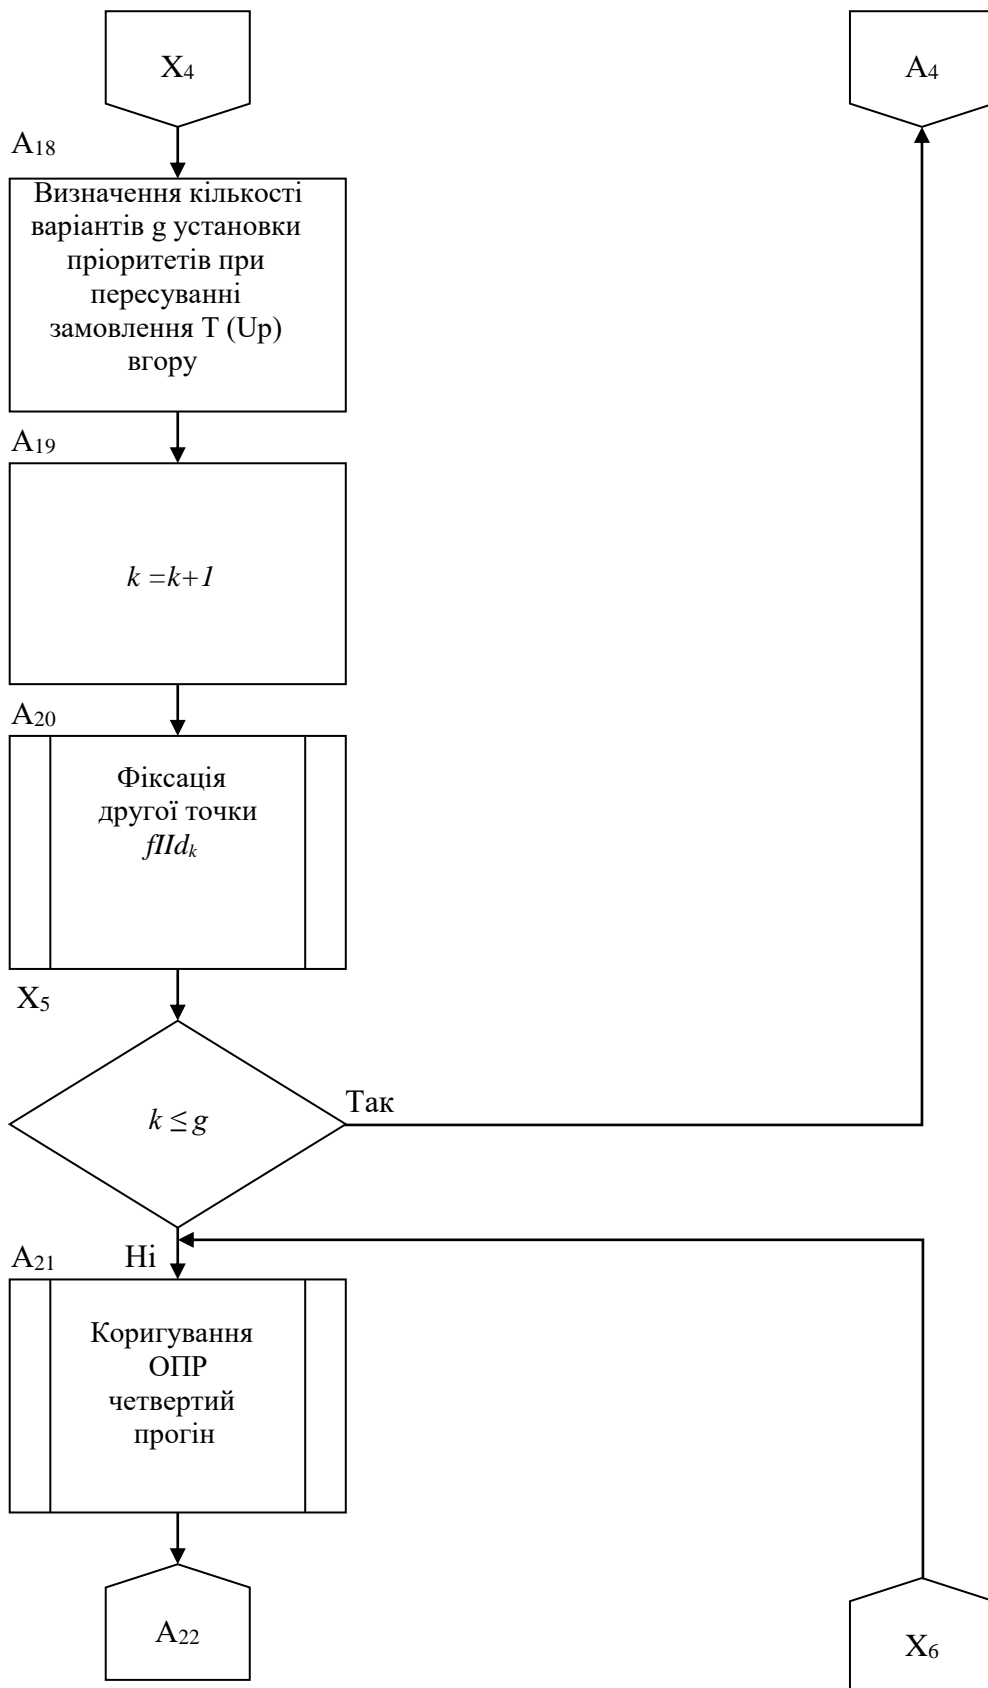 X4
A4
A18
Визначення кількості
варіантів g установки
пріоритетів при
пересуванні
замовлення Т (Up)
вгору
A19
k =k+1
A20
Фіксація
другої точки
fIIdk
X5
k ≤ g
Так
A21
Ні
Коригування
ОПР
четвертий
прогін
A22
X6